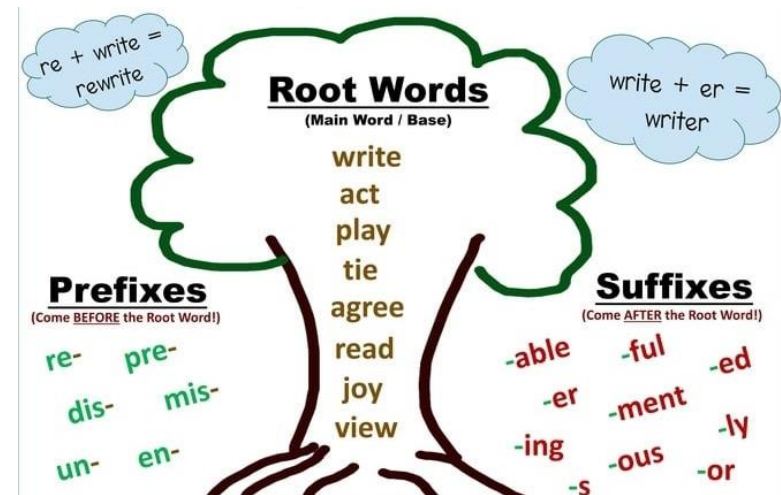 re + write =
rewrite
write + er =
writer
Root Words
(Main Word / Base)
write
act
play
tie
agree
read
joy
view
Prefixes
(Come BEFORE the Root Word!)
re- pre-
dis- mis-
un- en-
Suffixes
(Come AFTER the Root Word!)
-able -ful -ed
-er -ment -ly
-ing -ous -or
-s